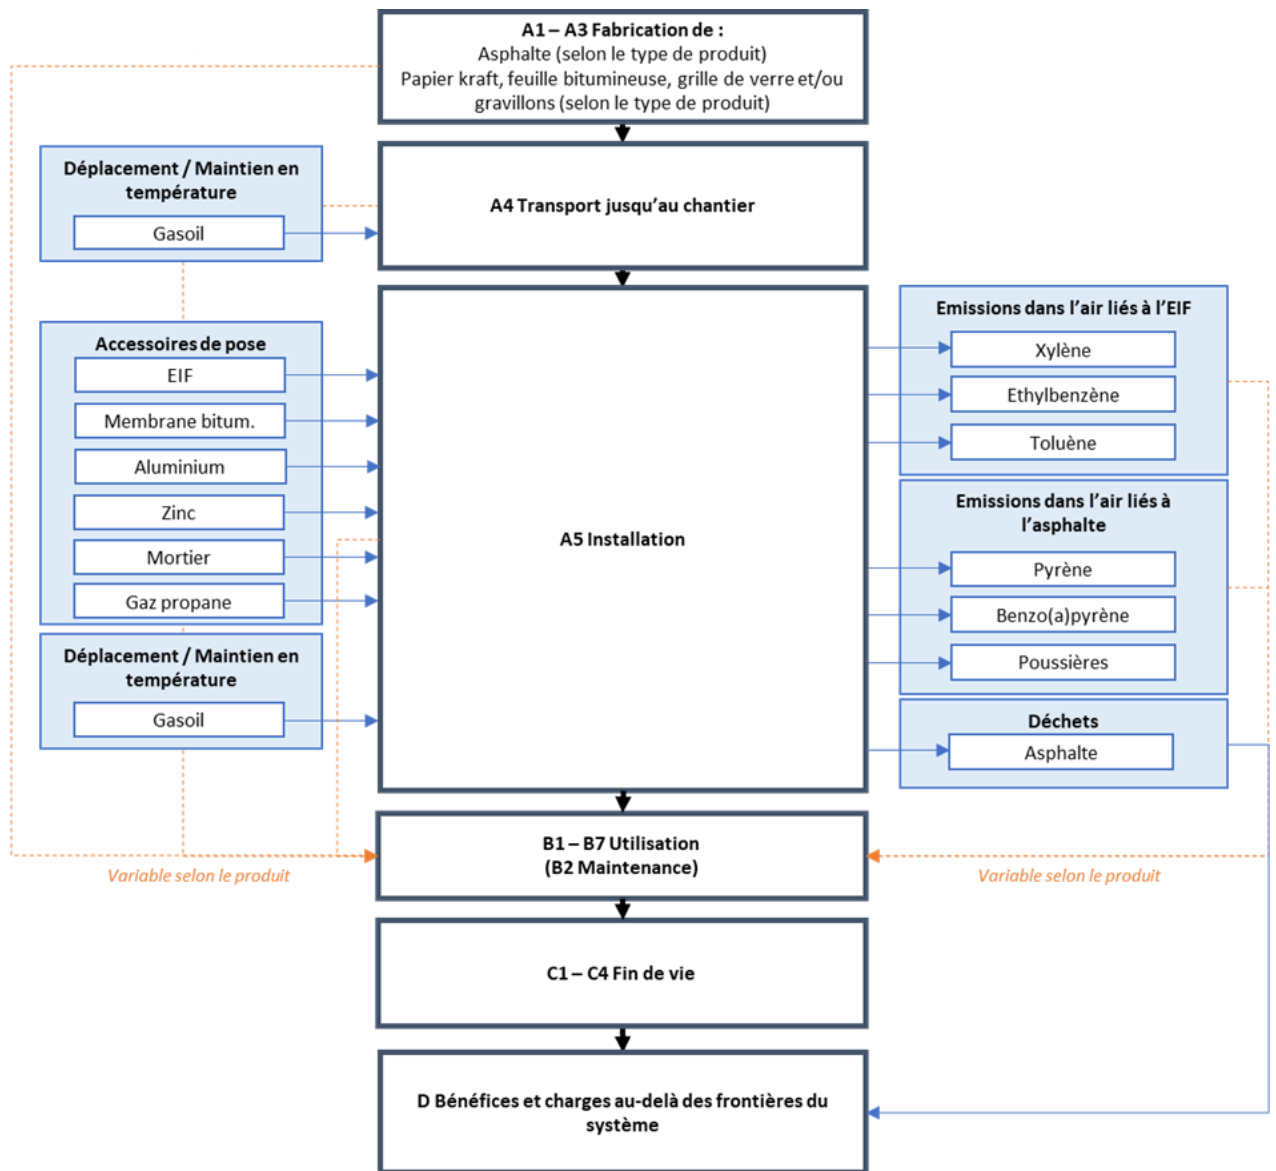 A1 – A3 Fabrication de :
Asphalte (selon le type de produit)
Papier kraft, feuille bitumineuse, grille de verre et/ou
gravillons (selon le type de produit)
Déplacement / Maintien en
température
Gasoil
A4 Transport jusqu'au chantier
Accessoires de pose
EIF
Membrane bitum.
Aluminium
Zinc
Mortier
Gaz propane
Déplacement / Maintien en
température
Gasoil
A5 Installation
Emissions dans l'air liés à l'EIF
Xylène
Ethylbenzène
Toluène
Emissions dans l'air liés à
l'asphalte
Pyrène
Benzo(a)pyrène
Poussières
Déchets
Asphalte
B1 – B7 Utilisation
(B2 Maintenance)
Variable selon le produit
Variable selon le produit
C1 – C4 Fin de vie
D Bénéfices et charges au-delà des frontières du
système